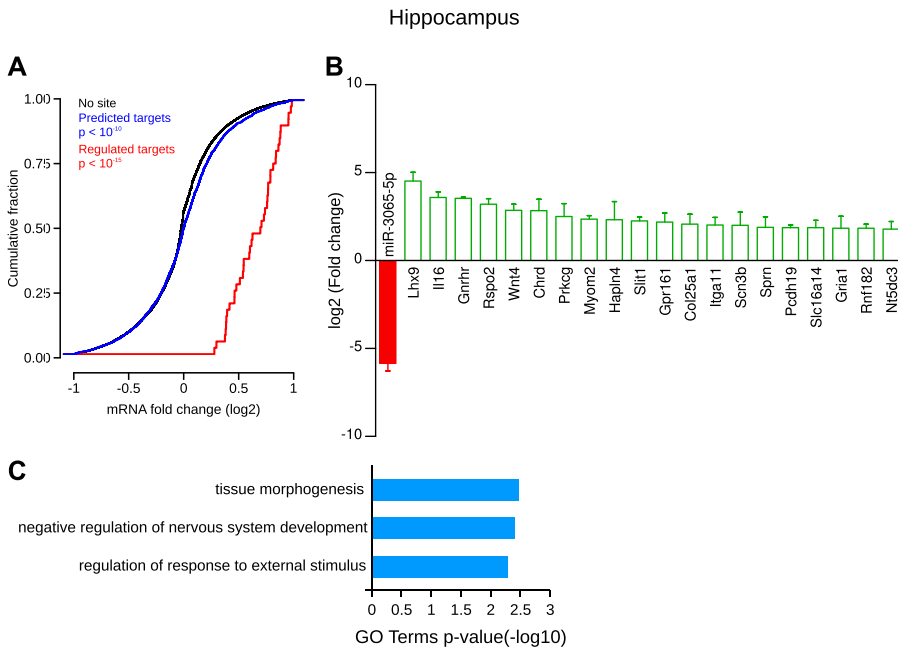 Hippocampus
A
1.00
0.75
0.50
0.25
0.00
Cumulative fraction
No site
Predicted targets
p < 10^-10
Regulated targets
p < 10^-15
-1
-0.5
0
0.5
1
mRNA fold change (log2)
B
10
5
0
-5
-10
log2 (Fold change)
miR-3065-5p
Lhx9
Il16
Gnrhr
Rspo2
Wnt4
Chrd
Prkcg
Myom2
Hapln4
Slit1
Gpr161
Col25a1
Itga11
Scn3b
Sprn
Pcdh19
Slc16a14
Gria1
Rnf182
Nt5dc3
C
tissue morphogenesis
negative regulation of nervous system development
regulation of response to external stimulus
0
0.5
1
1.5
2
2.5
3
GO Terms p-value(-log10)